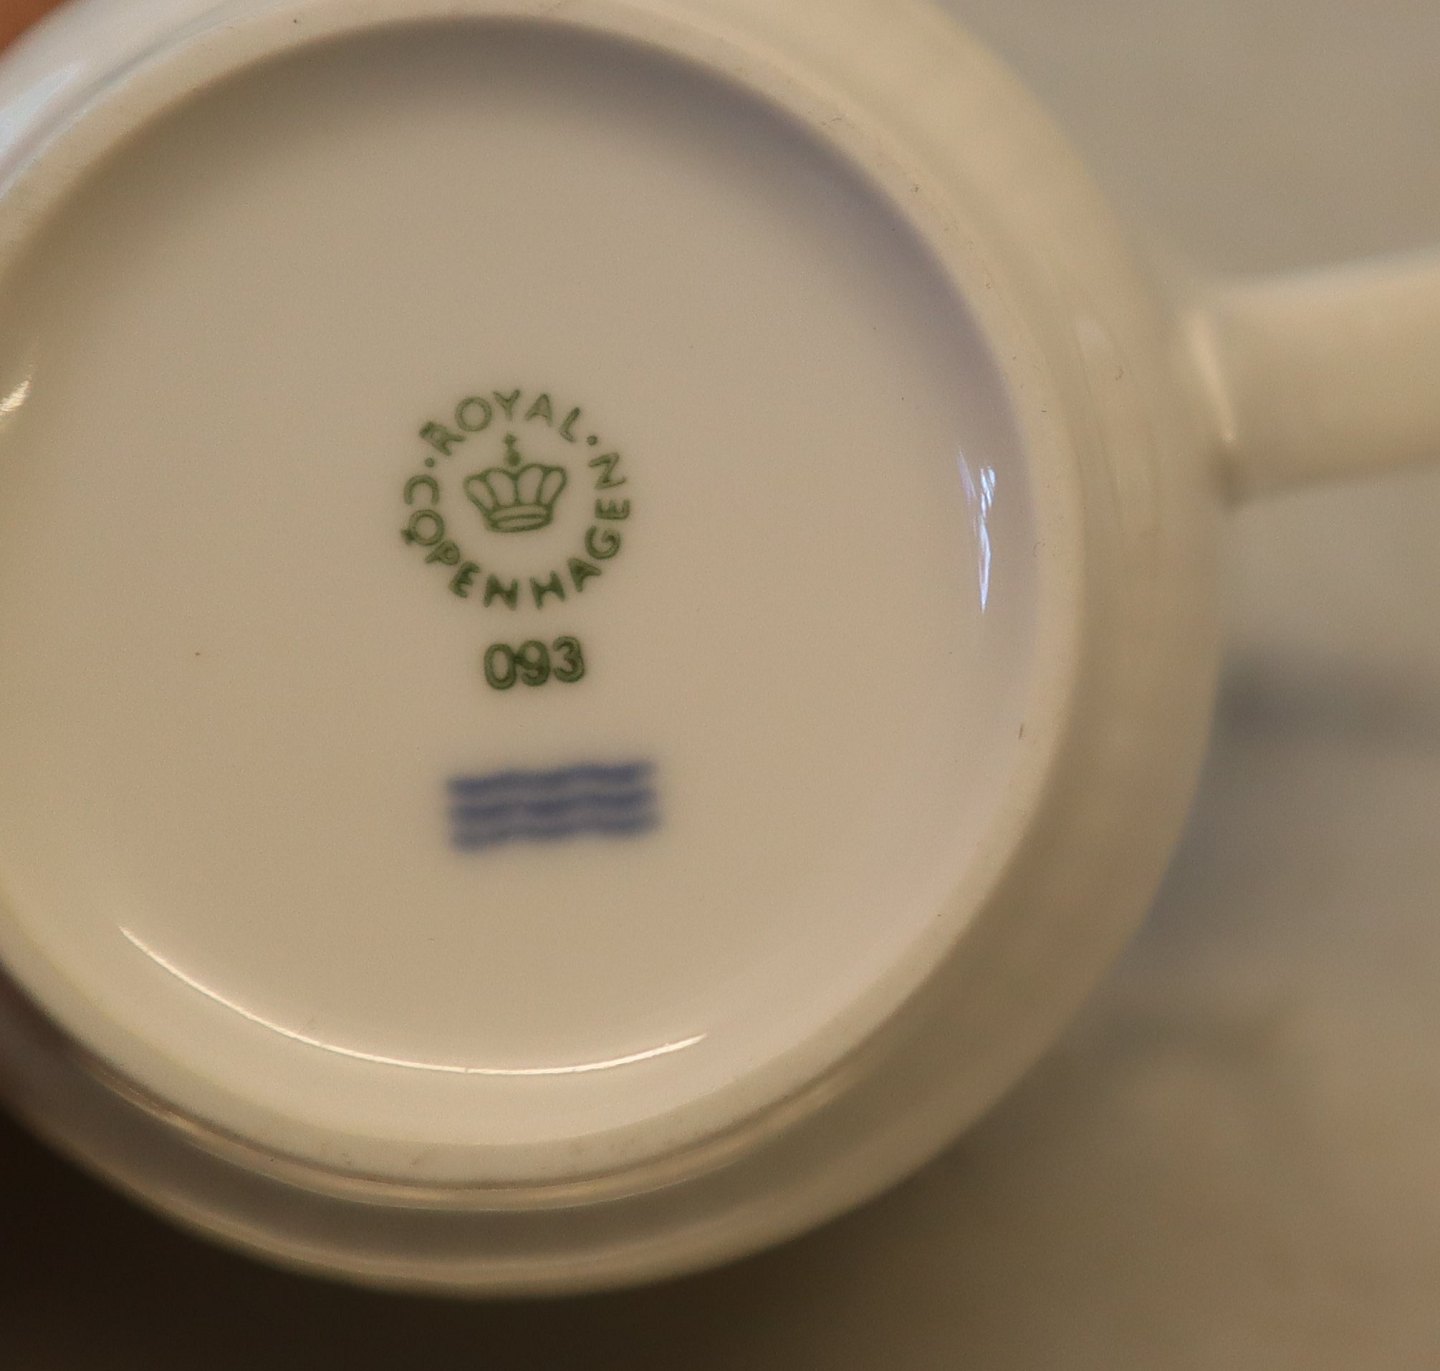 ROYAL · COPENHAGEN ·
093